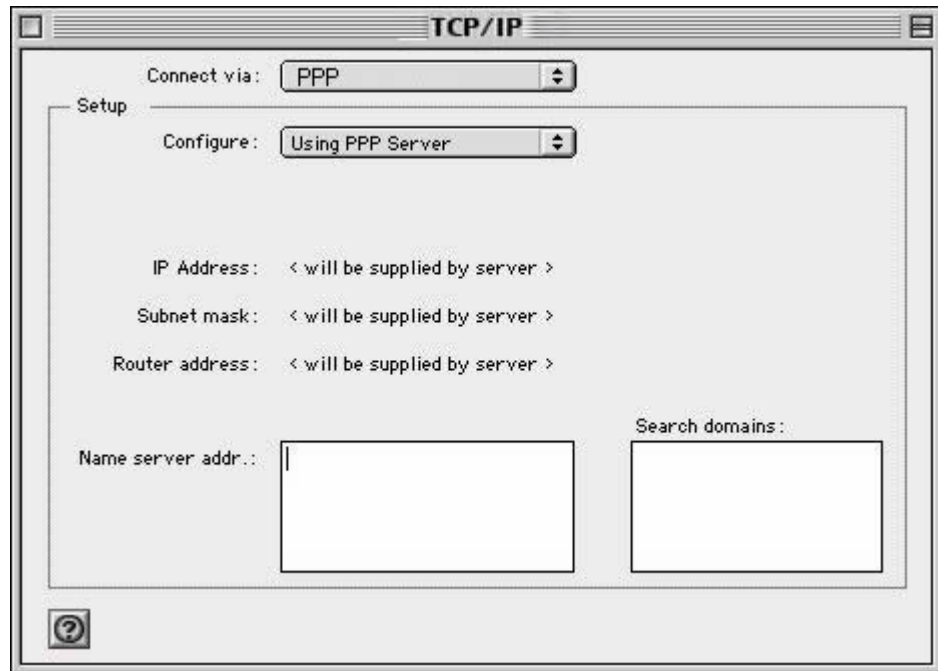 TCP/IP
Connect via: PPP
Setup
Configure: Using PPP Server
IP Address: < will be supplied by server >
Subnet mask: < will be supplied by server >
Router address: < will be supplied by server >
Search domains:
Name server addr.:
?